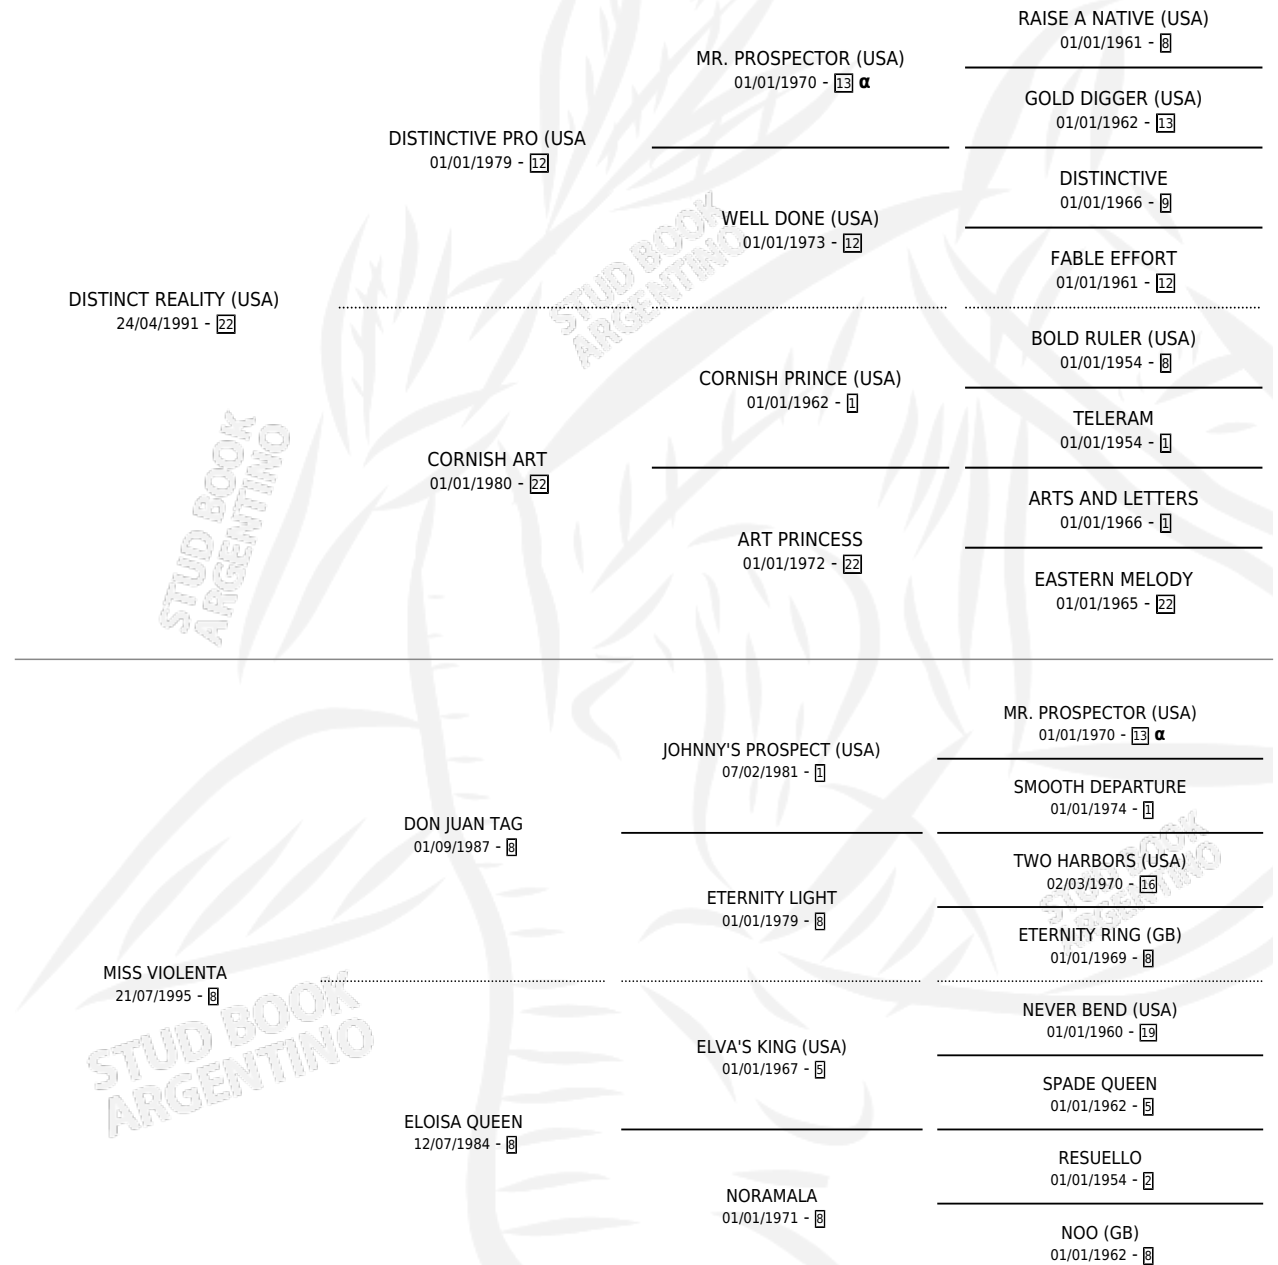 RAISE A NATIVE (USA)
01/01/1961 - 8
MR. PROSPECTOR (USA)
01/01/1970 - 13 α
GOLD DIGGER (USA)
01/01/1962 - 13
DISTINCTIVE PRO (USA
01/01/1979 - 12
DISTINCTIVE
01/01/1966 - 9
WELL DONE (USA)
01/01/1973 - 12
FABLE EFFORT
01/01/1961 - 12
DISTINCT REALITY (USA)
24/04/1991 - 22
BOLD RULER (USA)
01/01/1954 - 8
CORNISH PRINCE (USA)
01/01/1962 - 1
TELERAM
01/01/1954 - 1
CORNISH ART
01/01/1980 - 22
ARTS AND LETTERS
01/01/1966 - 1
ART PRINCESS
01/01/1972 - 22
EASTERN MELODY
01/01/1965 - 22
MR. PROSPECTOR (USA)
01/01/1970 - 13 α
JOHNNY'S PROSPECT (USA)
07/02/1981 - 1
SMOOTH DEPARTURE
01/01/1974 - 1
DON JUAN TAG
01/09/1987 - 8
TWO HARBORS (USA)
02/03/1970 - 16
ETERNITY LIGHT
01/01/1979 - 8
ETERNITY RING (GB)
01/01/1969 - 8
MISS VIOLENTA
21/07/1995 - 8
NEVER BEND (USA)
01/01/1960 - 19
ELVA'S KING (USA)
01/01/1967 - 5
SPADE QUEEN
01/01/1962 - 5
ELOISA QUEEN
12/07/1984 - 8
RESUELLO
01/01/1954 - 2
NORAMALA
01/01/1971 - 8
NOO (GB)
01/01/1962 - 8
STUD BOOK
ARGENTINO
STUD BOOK
ARGENTINO
STUD BOOK
ARGENTINO
STUD BOOK
ARGENTINO